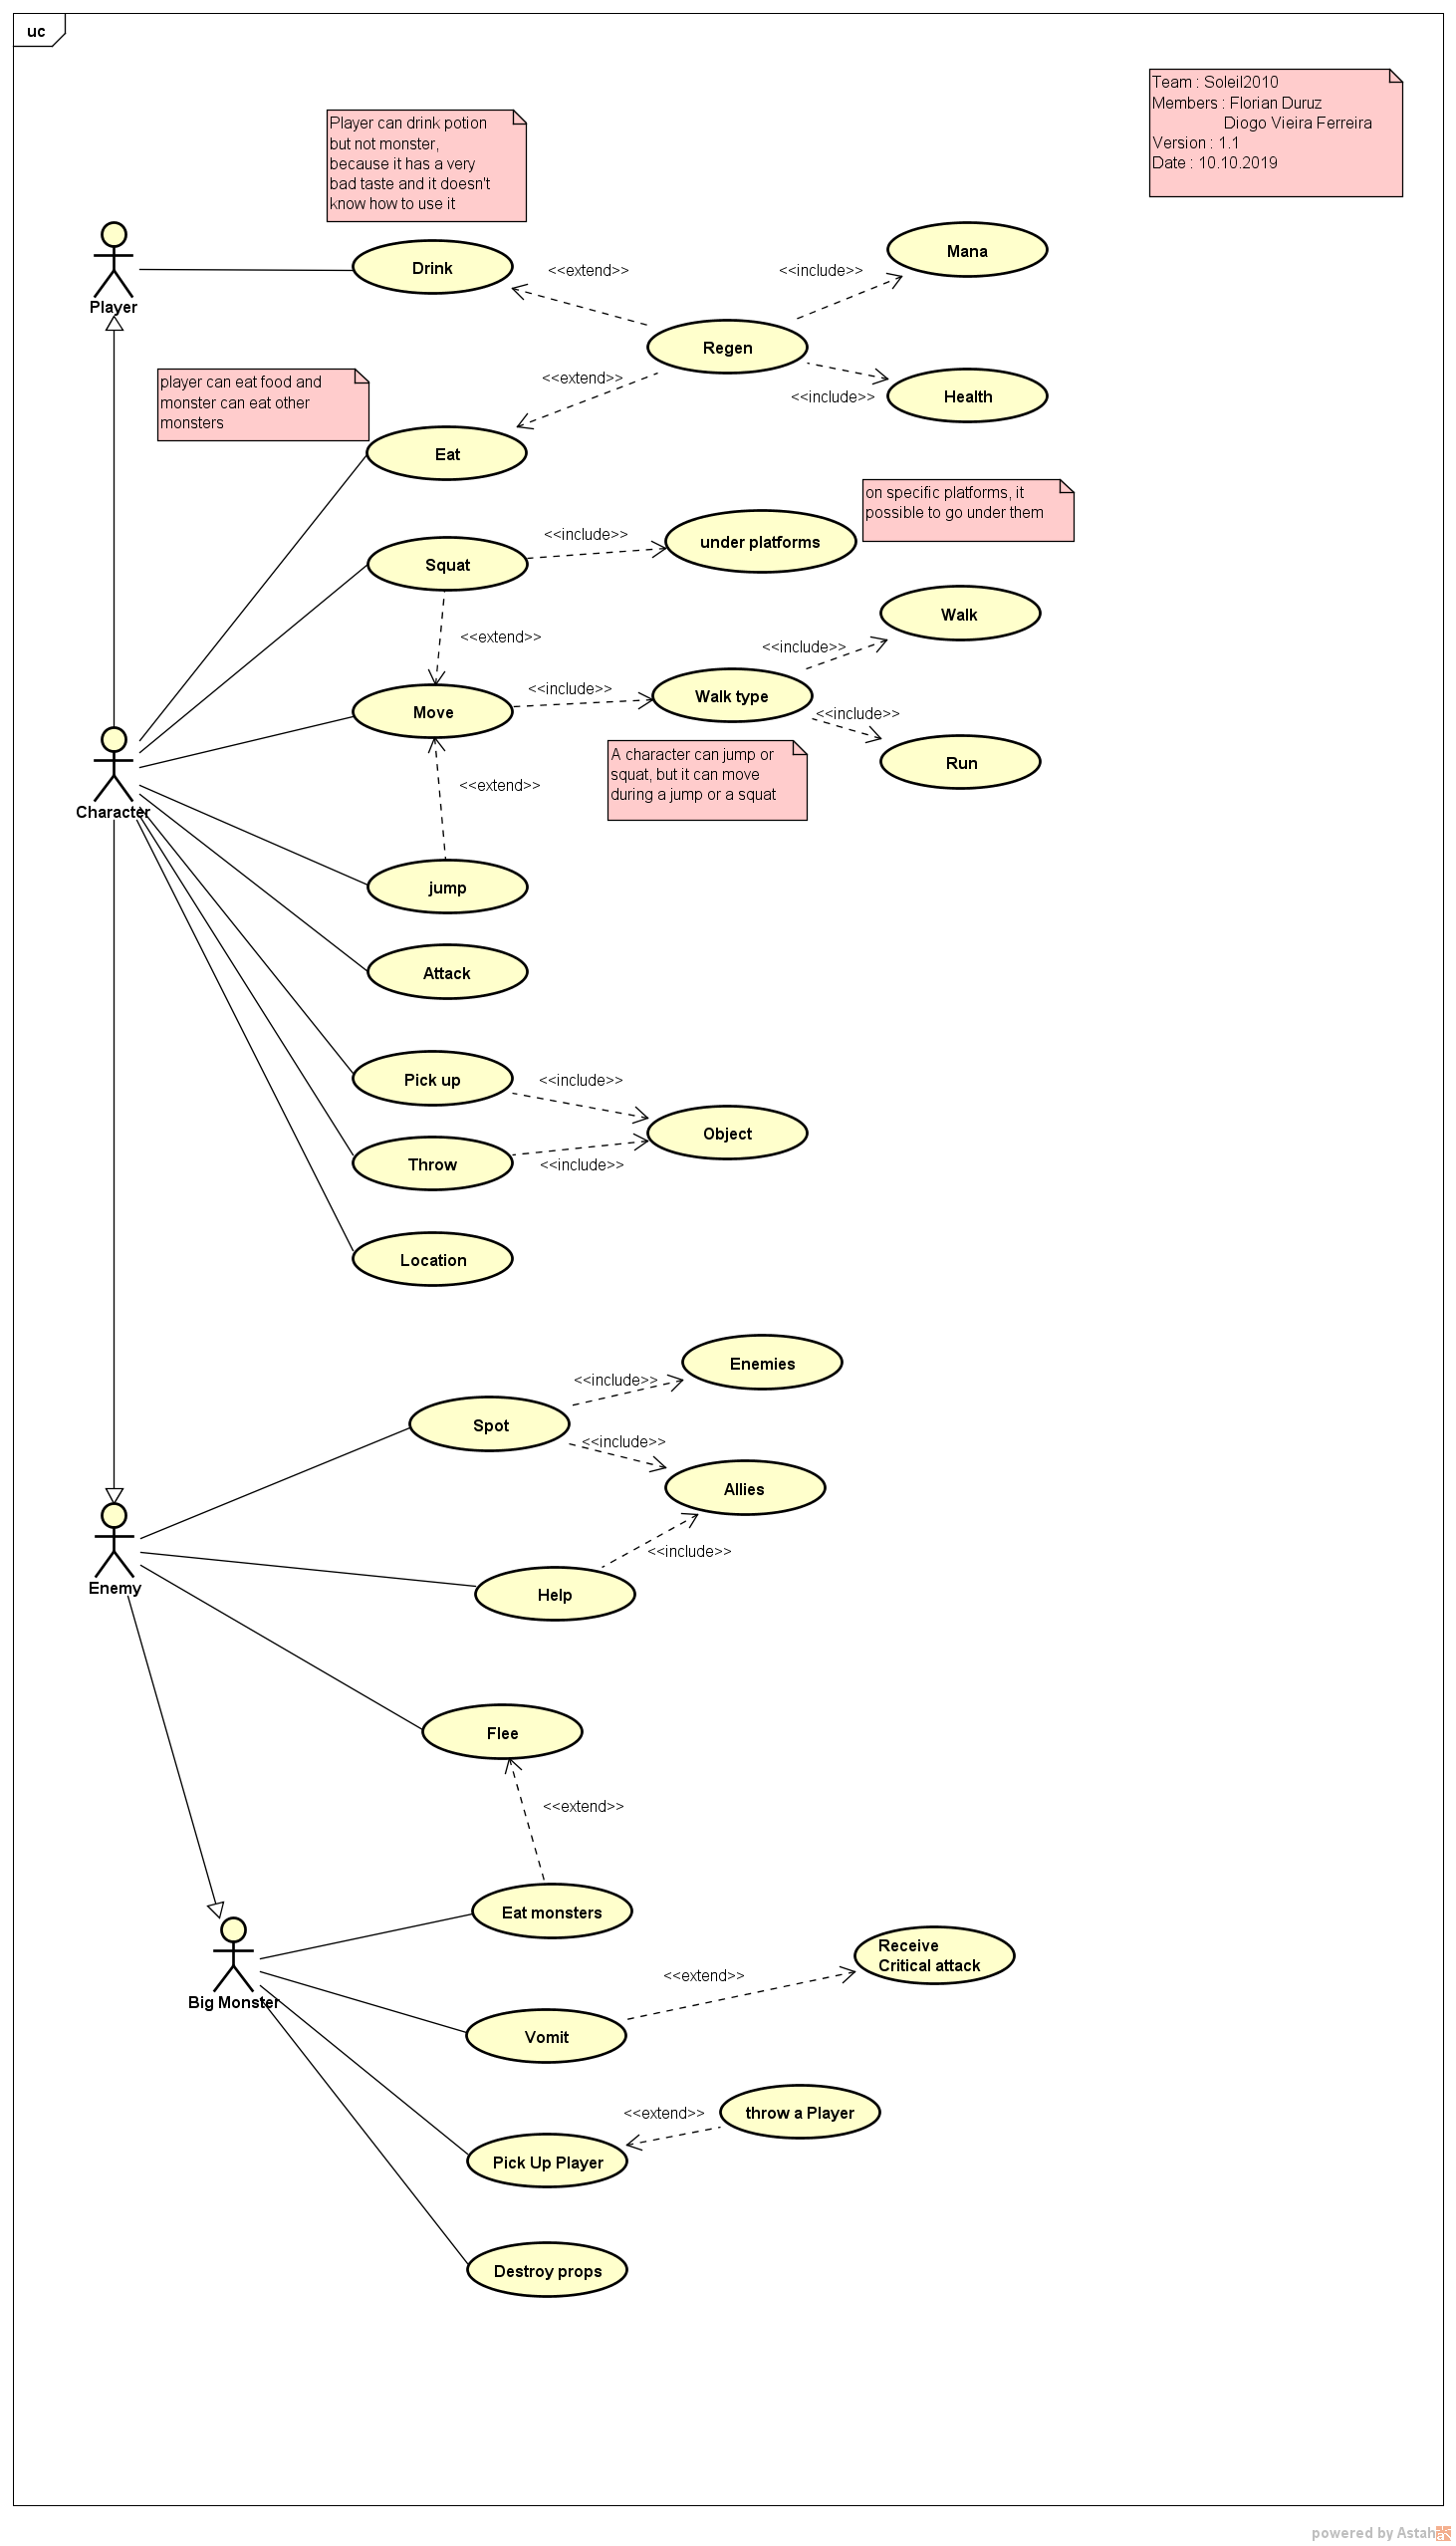 uc
Team : Soleil2010
Members : Florian Duruz
Diogo Vieira Ferreira
Version : 1.1
Date : 10.10.2019
Player can drink potion
but not monster,
because it has a very
bad taste and it doesn't
know how to use it
Player
Drink
<<extend>>
<<include>>
Mana
Regen
<<extend>>
<<include>>
Health
player can eat food and
monster can eat other
monsters
Eat
on specific platforms, it
possible to go under them
Squat
<<include>>
under platforms
<<extend>>
Walk
<<include>>
Move
<<include>>
Walk type
<<include>>
Run
A character can jump or
squat, but it can move
during a jump or a squat
<<extend>>
Character
jump
Attack
Pick up
<<include>>
Object
Throw
<<include>>
Location
Enemies
<<include>>
Spot
<<include>>
Allies
<<include>>
Enemy
Help
Flee
<<extend>>
Eat monsters
Big Monster
Receive
Critical attack
<<extend>>
Vomit
<<extend>>
throw a Player
Pick Up Player
Destroy props
powered by Astah